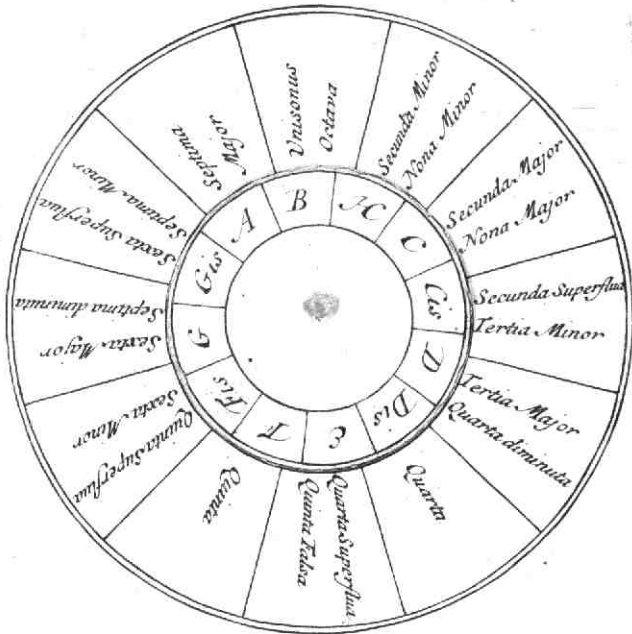 Unisonus
Octava
Secunda Minor
Nona Minor
Secunda Major
Nona Major
Secunda Superflua
Tertia Minor
Tertia Major
Quarta diminuta
Quarta
Quarta Superflua
Quinta Falsa
Quinta
Quinta Superflua
Sexta Minor
Sexta Major
Septima diminuta
Sexta Superflua
Septima Minor
Septima
Major
B
H
C
Cis
D
Dis
E
F
Fis
G
Gis
A